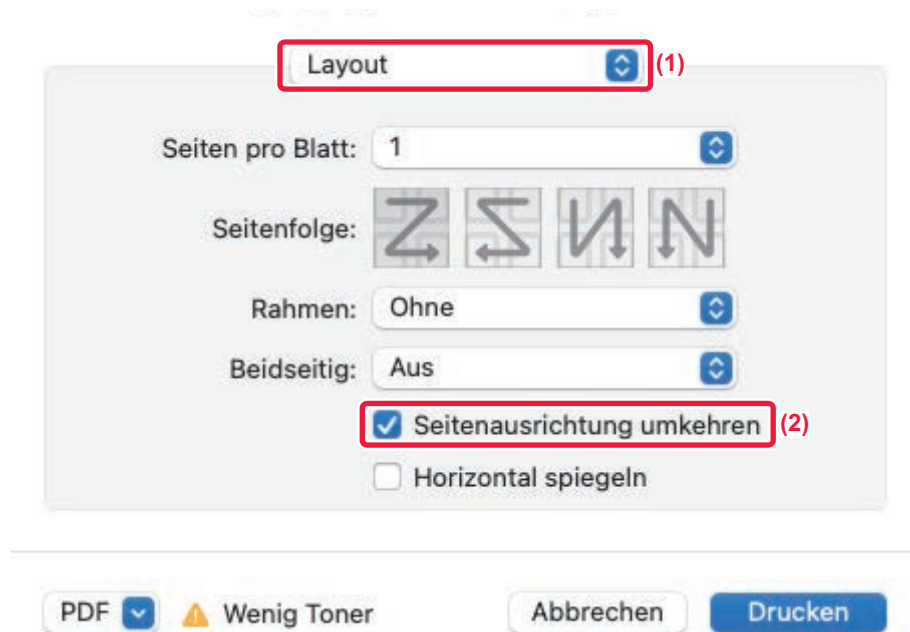 Layout (1)
Seiten pro Blatt: 1
Seitenfolge:
Rahmen: Ohne
Beidseitig: Aus
Seitenausrichtung umkehren (2)
Horizontal spiegeln
PDF Wenig Toner Abbrechen Drucken